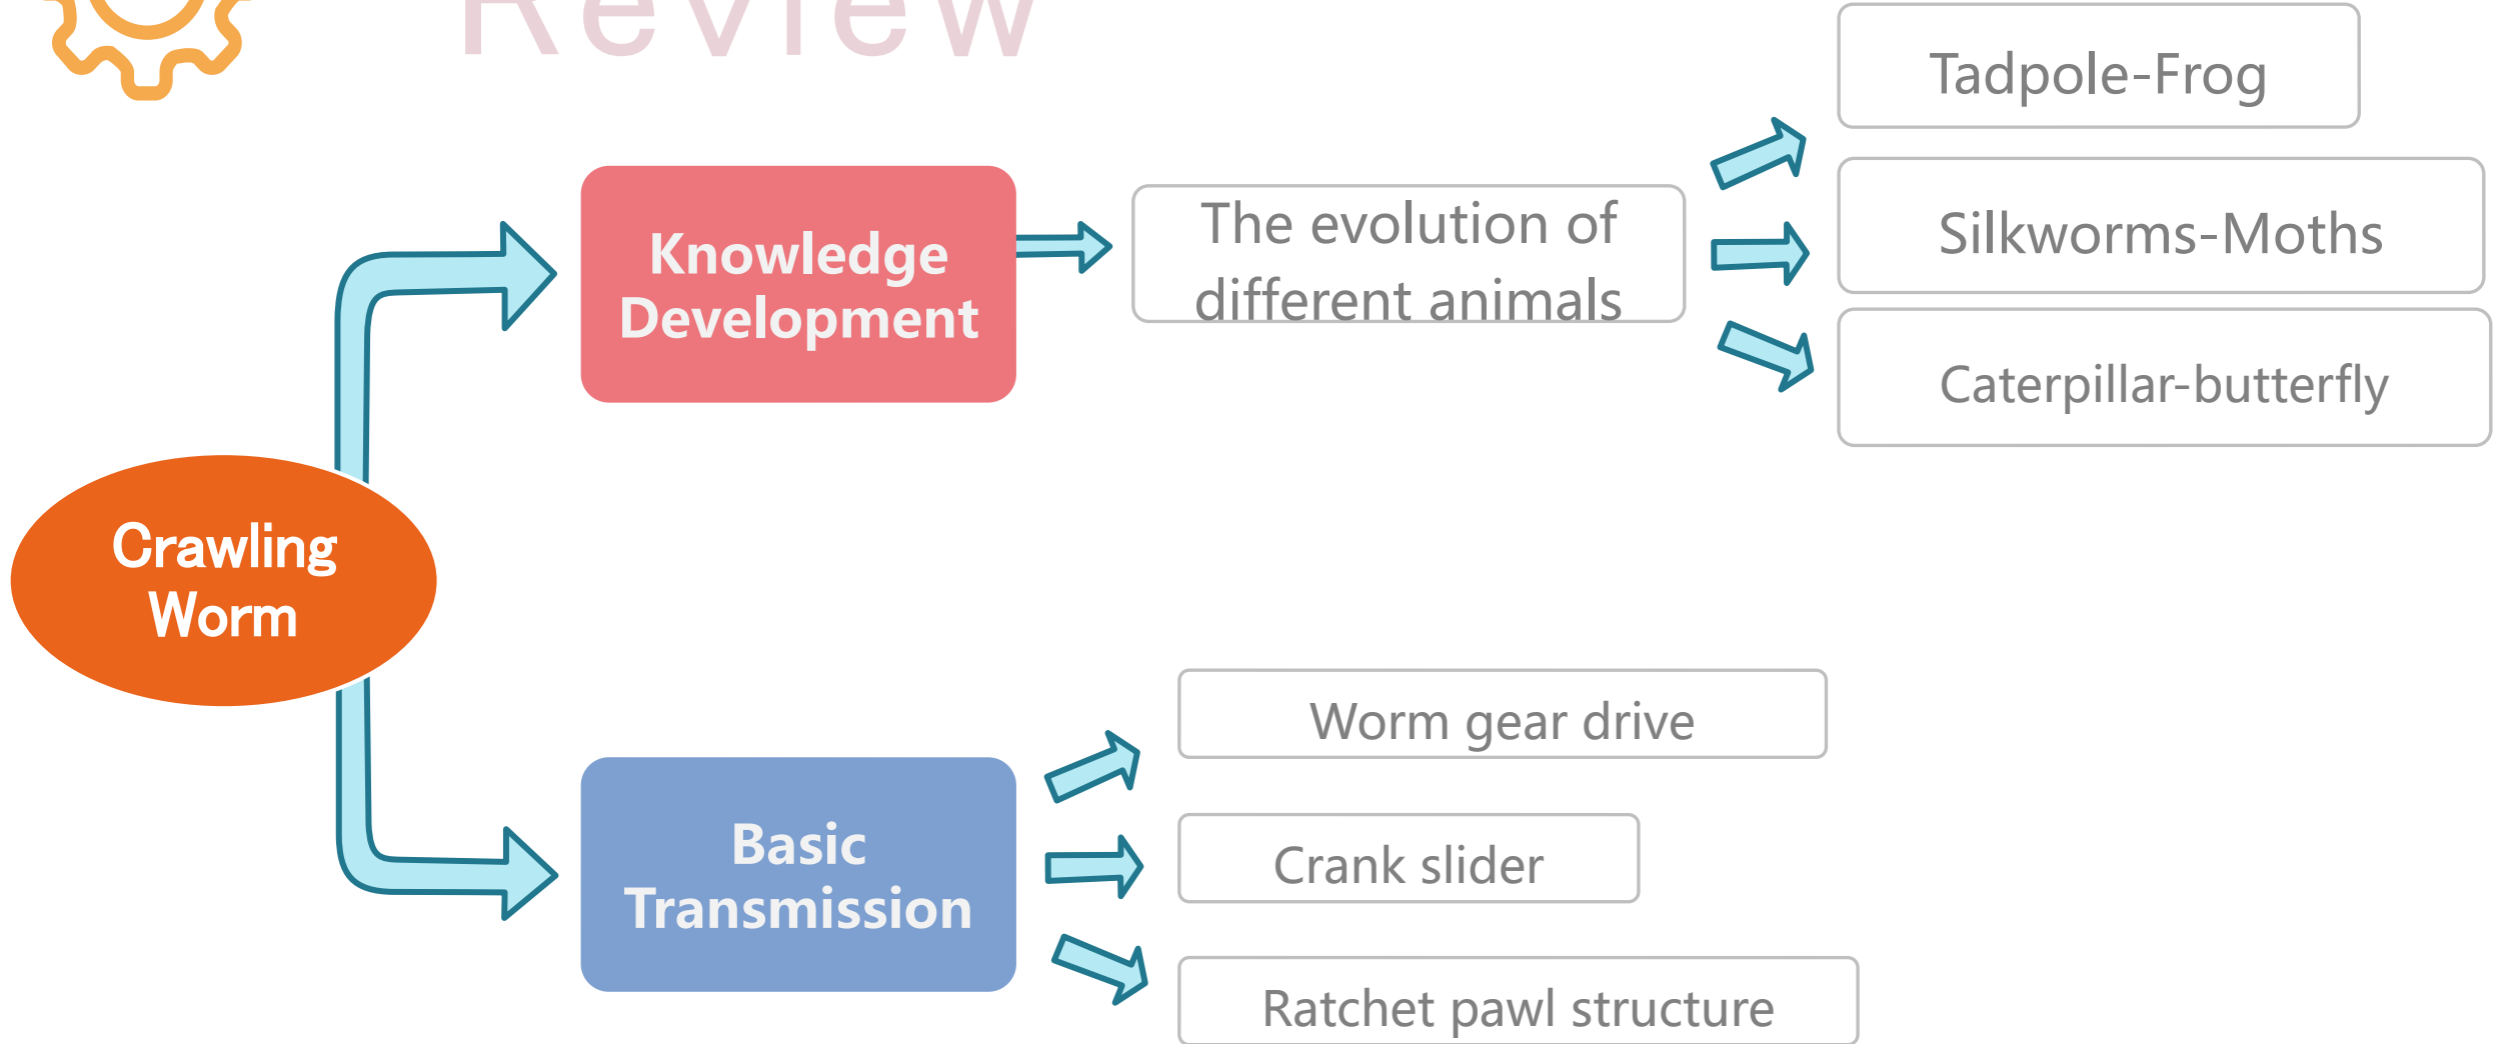 Review
Tadpole-Frog
Silkworms-Moths
Caterpillar-butterfly
Knowledge
Development
The evolution of
different animals
Crawling
Worm
Basic
Transmission
Worm gear drive
Crank slider
Ratchet pawl structure